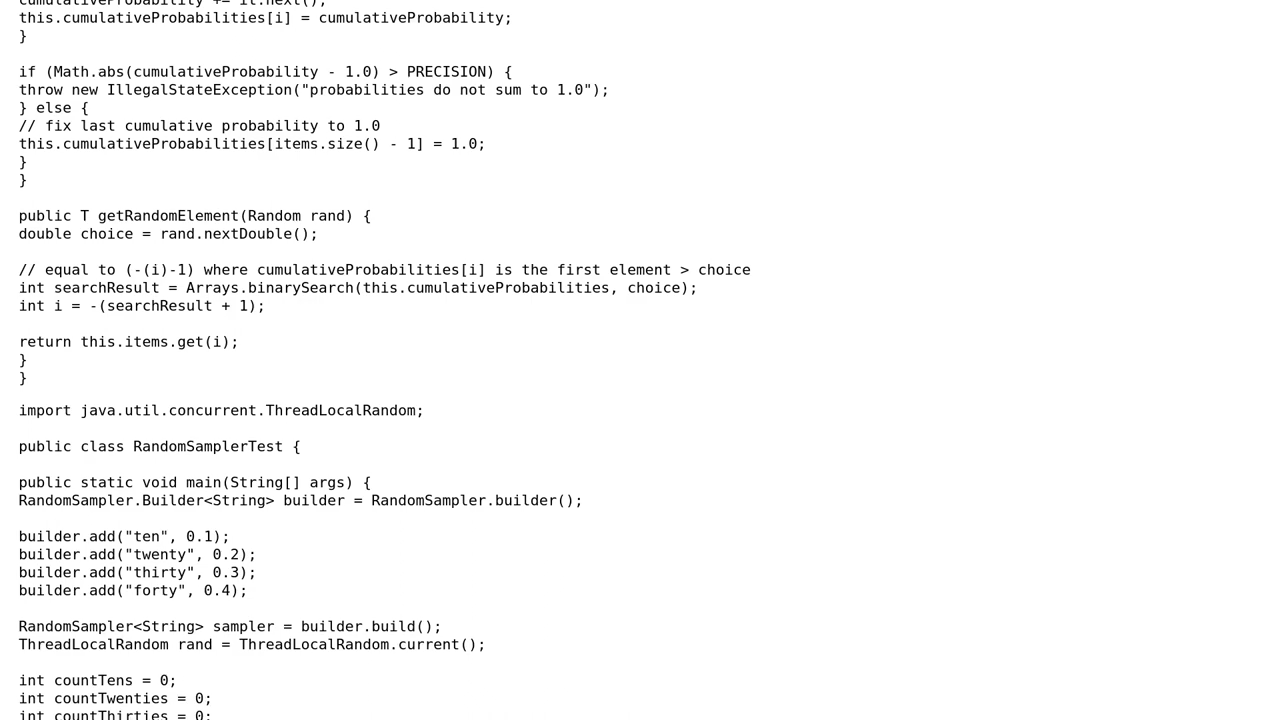 cumulativeProbability += it.next();
this.cumulativeProbabilities[i] = cumulativeProbability;
}
if (Math.abs(cumulativeProbability - 1.0) > PRECISION) {
throw new IllegalStateException("probabilities do not sum to 1.0");
} else {
// fix last cumulative probability to 1.0
this.cumulativeProbabilities[items.size() - 1] = 1.0;
}
}
public T getRandomElement(Random rand) {
double choice = rand.nextDouble();
// equal to (-(i)-1) where cumulativeProbabilities[i] is the first element > choice
int searchResult = Arrays.binarySearch(this.cumulativeProbabilities, choice);
int i = -(searchResult + 1);
return this.items.get(i);
}
}
import java.util.concurrent.ThreadLocalRandom;
public class RandomSamplerTest {
public static void main(String[] args) {
RandomSampler.Builder<String> builder = RandomSampler.builder();
builder.add("ten", 0.1);
builder.add("twenty", 0.2);
builder.add("thirty", 0.3);
builder.add("forty", 0.4);
RandomSampler<String> sampler = builder.build();
ThreadLocalRandom rand = ThreadLocalRandom.current();
int countTens = 0;
int countTwenties = 0;
int countThirties = 0;